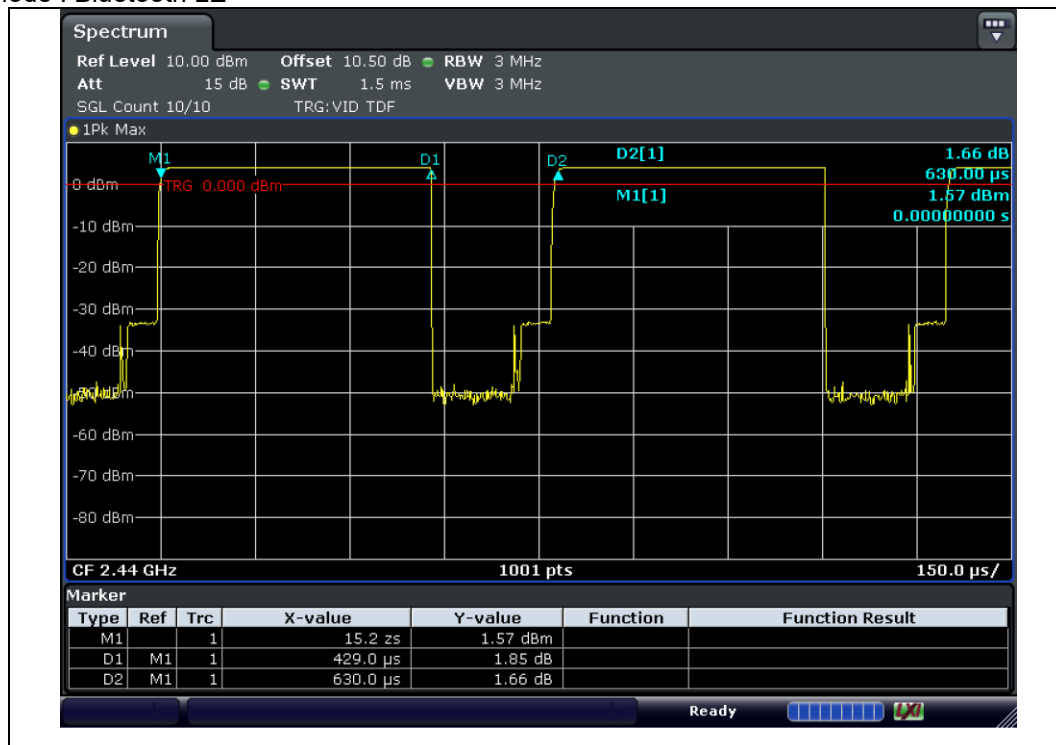 Spectrum
Ref Level 10.00 dBm Offset 10.50 dB RBW 3 MHz
Att 15 dB SWT 1.5 ms VBW 3 MHz
SGL Count 10/10 TRG:VID TDF
1Pk Max
M1 D1 D2 D2[1] 1.66 dB
630.00 µs
0 dBm TRG 0.000 dBm
M1[1] 1.57 dBm
0.00000000 s
-10 dBm
-20 dBm
-30 dBm
-40 dBm
-60 dBm
-70 dBm
-80 dBm
CF 2.44 GHz 1001 pts 150.0 µs/
Marker
Type Ref Trc X-value Y-value Function Function Result
M1 1 15.2 zs 1.57 dBm
D1 M1 1 429.0 µs 1.85 dB
D2 M1 1 630.0 µs 1.66 dB
Ready LXI